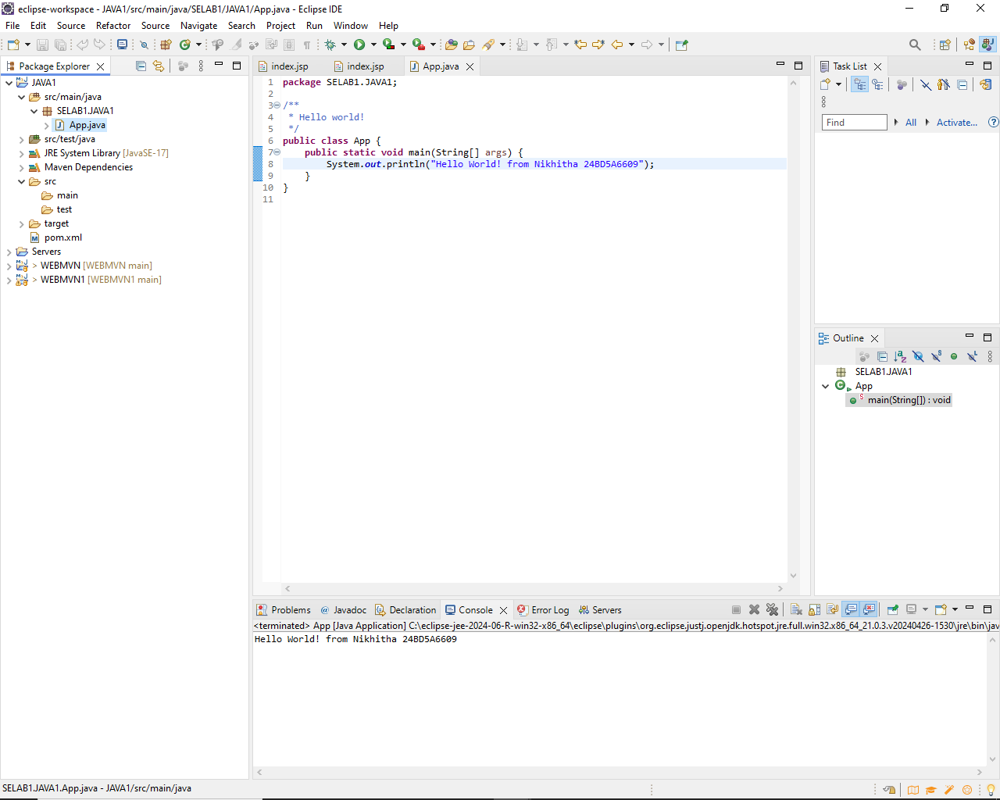 eclipse-workspace - JAVA1/src/main/java/SELAB1/JAVA1/App.java - Eclipse IDE
File Edit Source Refactor Source Navigate Search Project Run Window Help
Package Explorer
JAVA1
src/main/java
SELAB1.JAVA1
App.java
src/test/java
JRE System Library [JavaSE-17]
Maven Dependencies
src
main
test
target
pom.xml
Servers
> WEBMVN [WEBMVN main]
> WEBMVN1 [WEBMVN1 main]
index.jsp index.jsp App.java
1 package SELAB1.JAVA1;
2
3 /**
4 * Hello world!
5 */
6 public class App {
7 public static void main(String[] args) {
8 System.out.println("Hello World! from Nikhitha 24BD5A6609");
9 }
10 }
11
Task List
Find All Activate...
Outline
SELAB1.JAVA1
App
main(String[]) : void
Problems Javadoc Declaration Console Error Log Servers
<terminated> App [Java Application] C:\eclipse-jee-2024-06-R-win32-x86_64\eclipse\plugins\org.eclipse.justj.openjdk.hotspot.jre.full.win32.x86_64_21.0.3.v20240426-1530\jre\bin\jav
Hello World! from Nikhitha 24BD5A6609
SELAB1.JAVA1.App.java - JAVA1/src/main/java